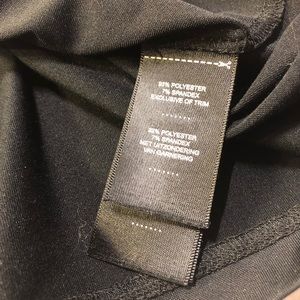 93% POLYESTER
7% SPANDEX
EXCLUSIVE OF TRIM
93% POLYESTER
7% SPANDEX
MET UITZONDERING
VAN GARNERING